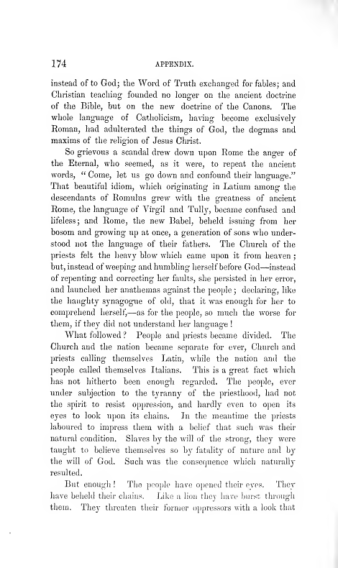 174 APPENDIX.
instead of to God; the Word of Truth exchanged for fables; and
Christian teaching founded no longer on the ancient doctrine
of the Bible, but on the new doctrine of the Canons. The
whole language of Catholicism, having become exclusively
Roman, had adulterated the things of God, the dogmas and
maxims of the religion of Jesus Christ.
So grievous a scandal drew down upon Rome the anger of
the Eternal, who seemed, as it were, to repeat the ancient
words, "Come, let us go down and confound their language."
That beautiful idiom, which originating in Latium among the
descendants of Romulus grew with the greatness of ancient
Rome, the language of Virgil and Tully, became confused and
lifeless; and Rome, the new Babel, beheld issuing from her
bosom and growing up at once, a generation of sons who under-
stood not the language of their fathers. The Church of the
priests felt the heavy blow which came upon it from heaven;
but, instead of weeping and humbling herself before God—instead
of repenting and correcting her faults, she persisted in her error,
and launched her anathemas against the people; declaring, like
the haughty synagogue of old, that it was enough for her to
comprehend herself,—as for the people, so much the worse for
them, if they did not understand her language!
What followed? People and priests became divided. The
Church and the nation became separate for ever, Church and
priests calling themselves Latin, while the nation and the
people called themselves Italians. This is a great fact which
has not hitherto been enough regarded. The people, ever
under subjection to the tyranny of the priesthood, had not
the spirit to resist oppression, and hardly even to open its
eyes to look upon its chains. In the meantime the priests
laboured to impress them with a belief that such was their
natural condition. Slaves by the will of the strong, they were
taught to believe themselves so by fatality of nature and by
the will of God. Such was the consequence which naturally
resulted.
But enough! The people have opened their eyes. They
have beheld their chains. Like a lion they have burst through
them. They threaten their former oppressors with a look that